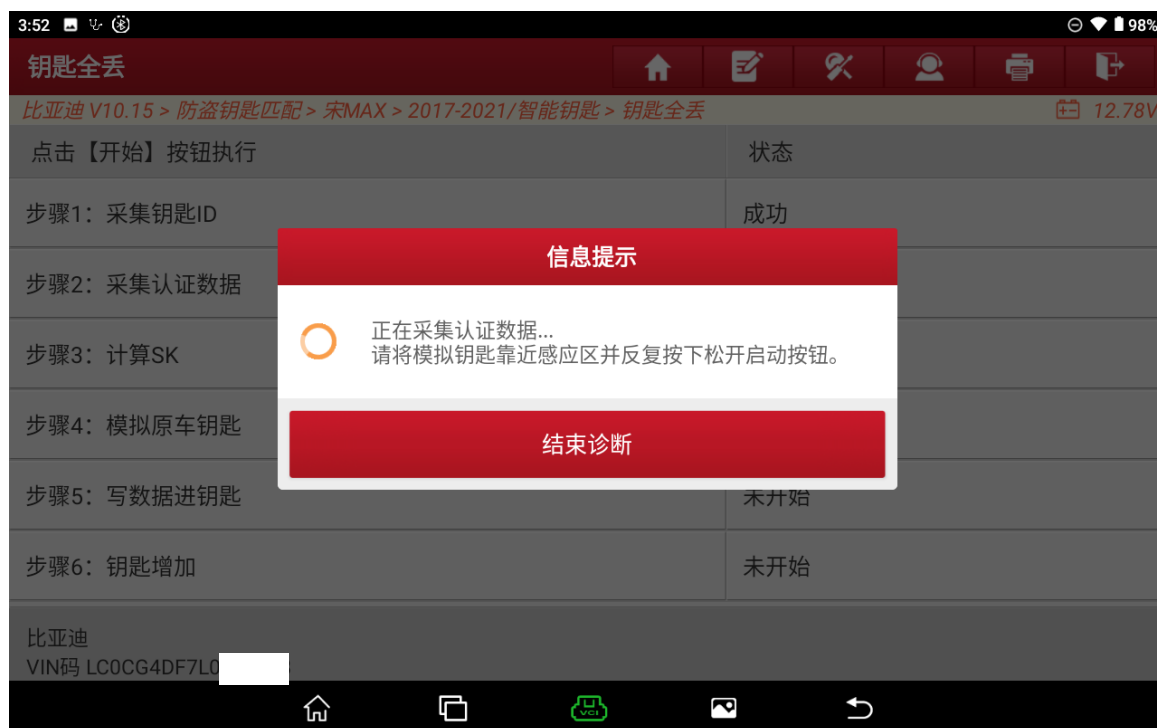 3:52
98%
钥匙全丢
比亚迪 V10.15 > 防盗钥匙匹配 > 宋MAX > 2017-2021/智能钥匙 > 钥匙全丢
12.78V
点击【开始】按钮执行
状态
步骤1：采集钥匙ID
成功
信息提示
步骤2：采集认证数据
正在采集认证数据...
请将模拟钥匙靠近感应区并反复按下松开启动按钮。
步骤3：计算SK
步骤4：模拟原车钥匙
结束诊断
步骤5：写数据进钥匙
未开始
步骤6：钥匙增加
未开始
比亚迪
VIN码 LC0CG4DF7L0
VCI